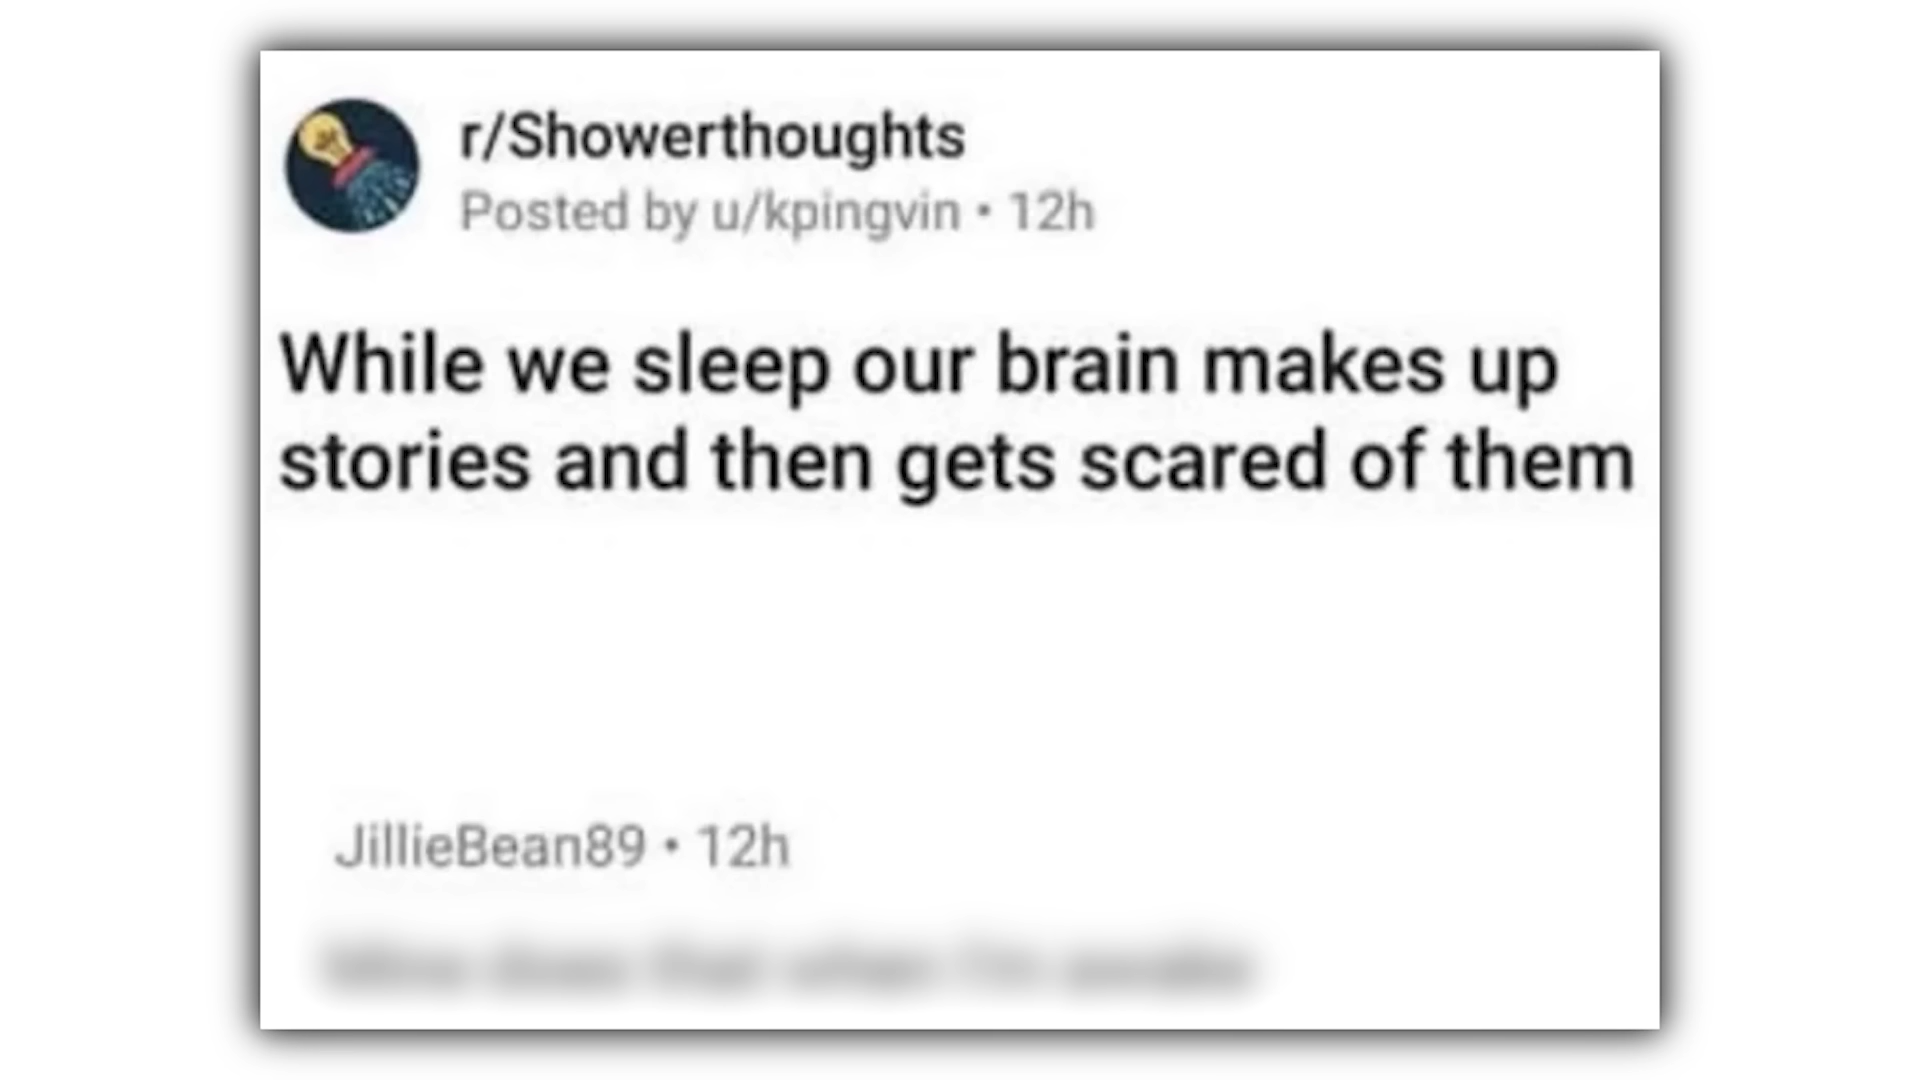 r/Showerthoughts
Posted by u/kpingvin • 12h
While we sleep our brain makes up
stories and then gets scared of them
JillieBean89 • 12h